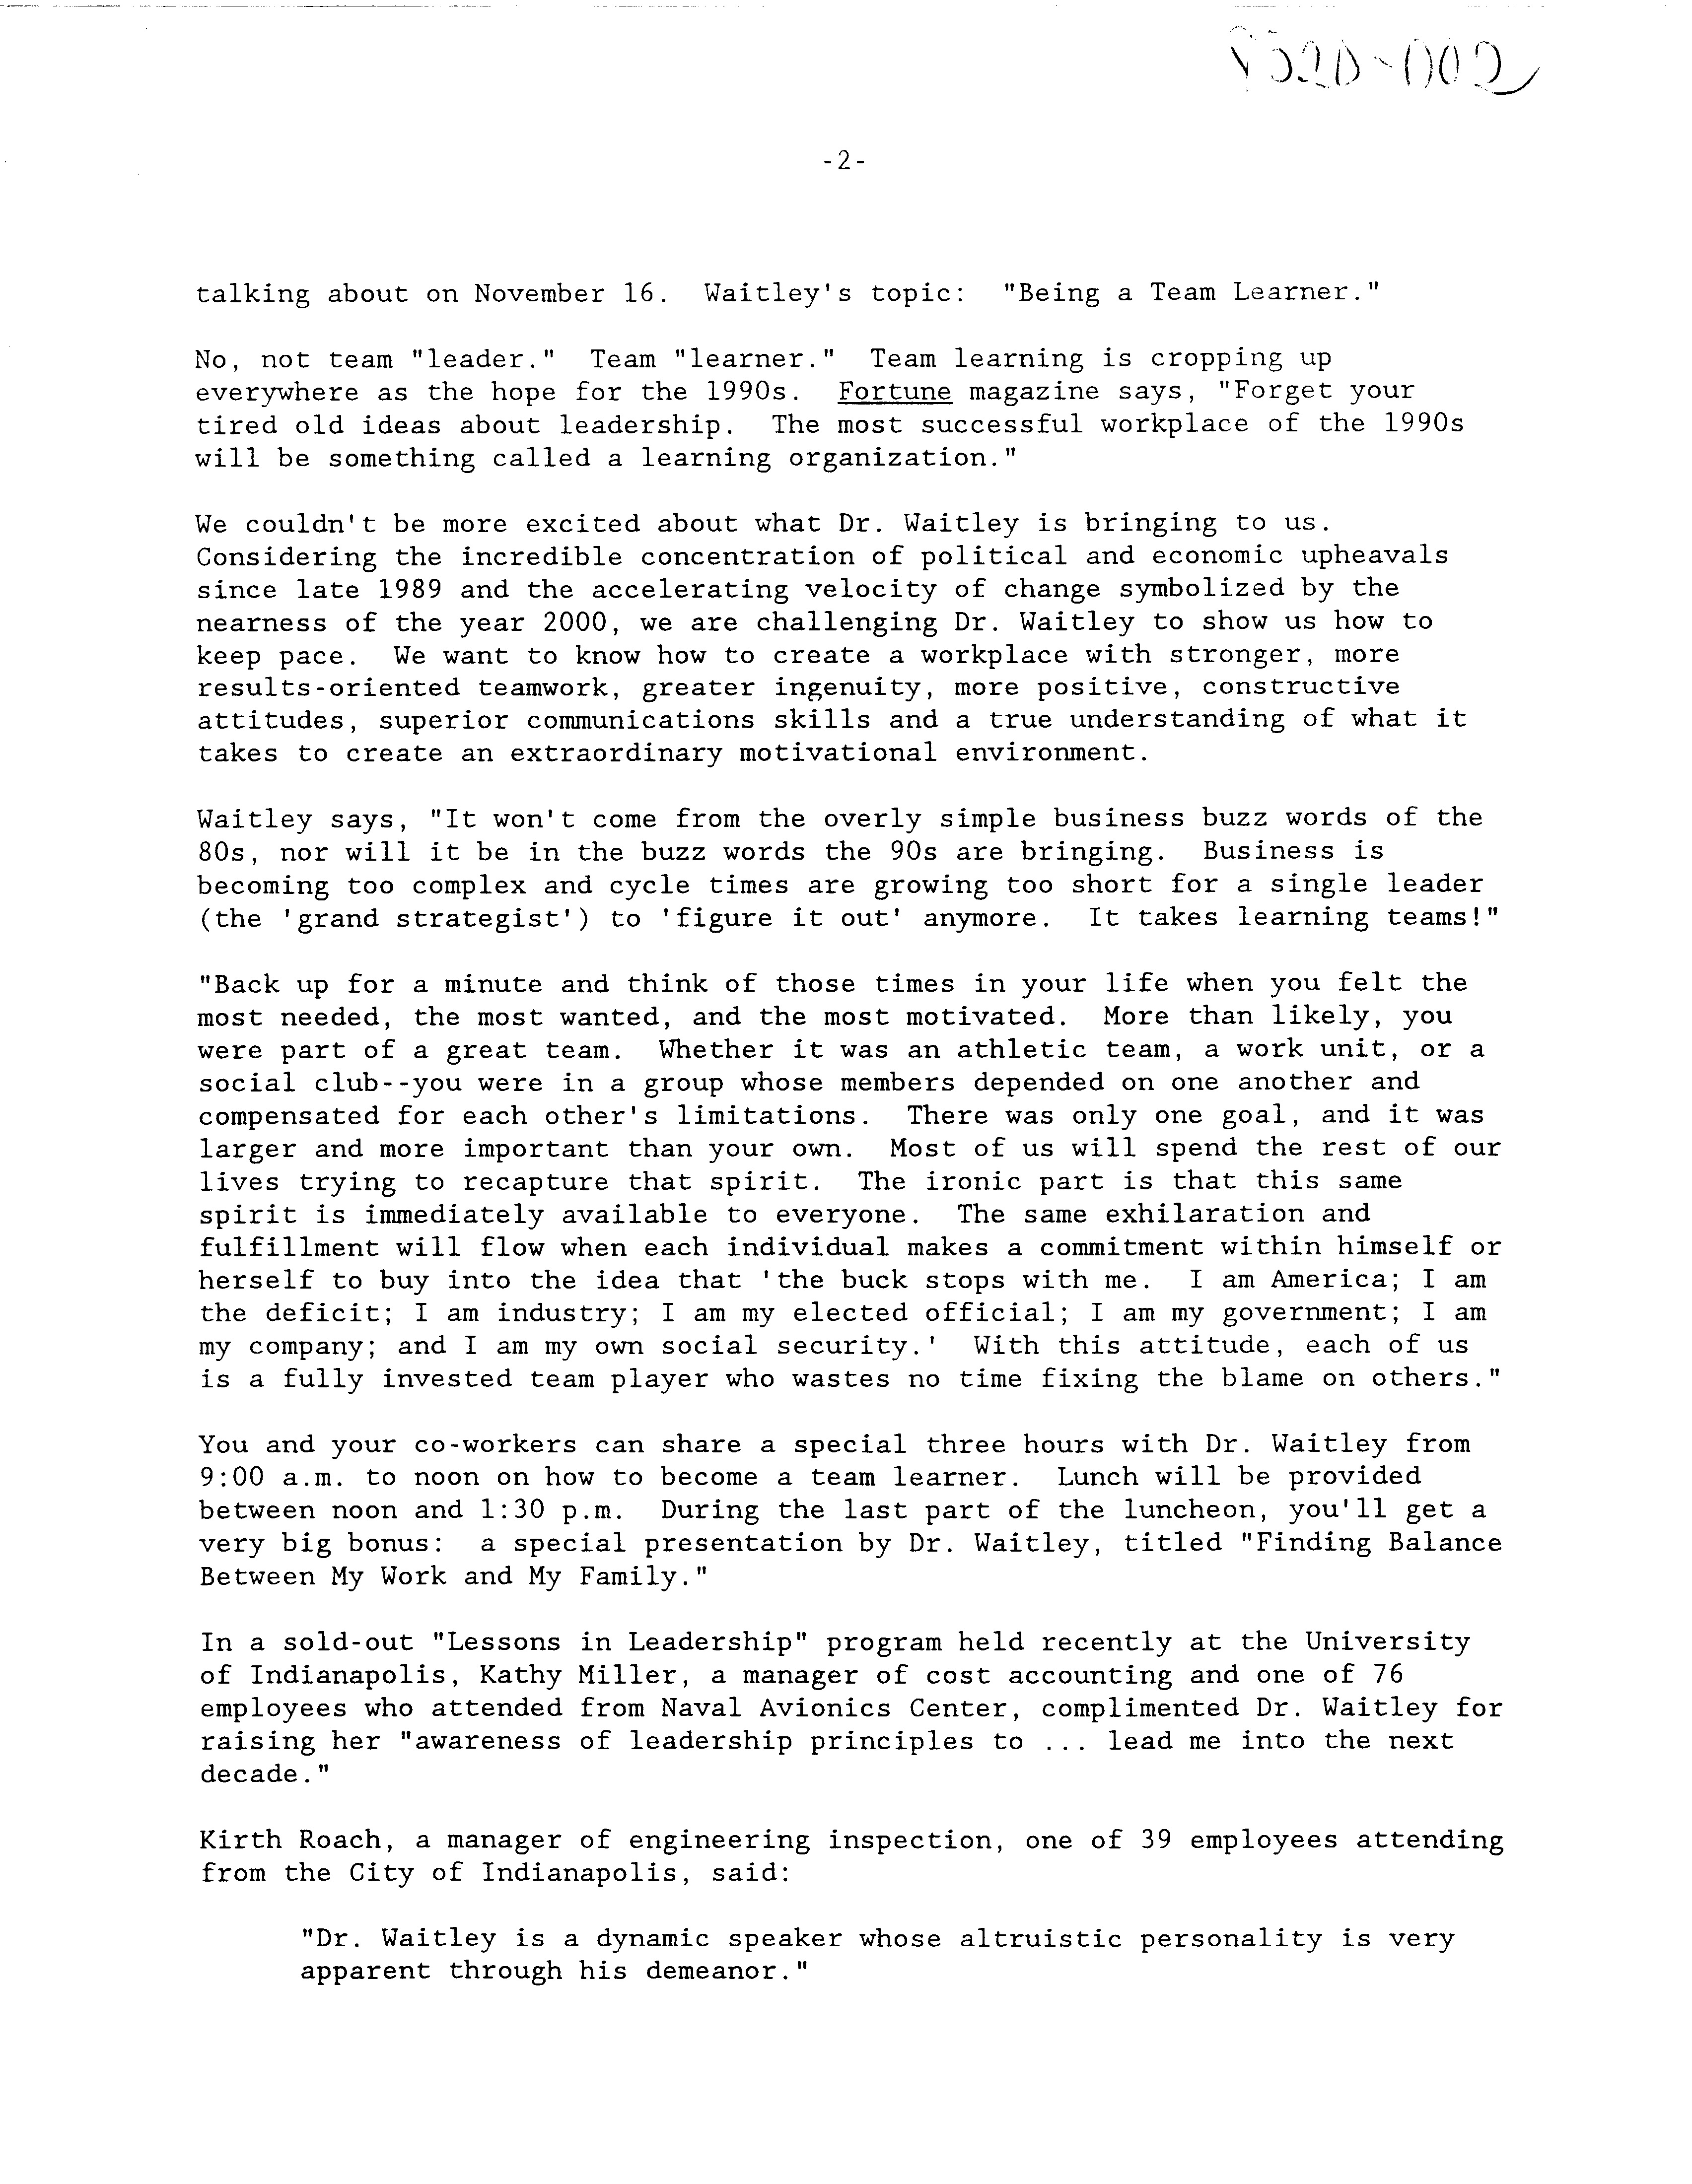 -2-
talking about on November 16.  Waitley's topic:  "Being a Team Learner."
No, not team "leader."  Team "learner."  Team learning is cropping up
everywhere as the hope for the 1990s.  Fortune magazine says, "Forget your
tired old ideas about leadership.  The most successful workplace of the 1990s
will be something called a learning organization."
We couldn't be more excited about what Dr. Waitley is bringing to us.
Considering the incredible concentration of political and economic upheavals
since late 1989 and the accelerating velocity of change symbolized by the
nearness of the year 2000, we are challenging Dr. Waitley to show us how to
keep pace.  We want to know how to create a workplace with stronger, more
results-oriented teamwork, greater ingenuity, more positive, constructive
attitudes, superior communications skills and a true understanding of what it
takes to create an extraordinary motivational environment.
Waitley says, "It won't come from the overly simple business buzz words of the
80s, nor will it be in the buzz words the 90s are bringing.  Business is
becoming too complex and cycle times are growing too short for a single leader
(the 'grand strategist') to 'figure it out' anymore.  It takes learning teams!"
"Back up for a minute and think of those times in your life when you felt the
most needed, the most wanted, and the most motivated.  More than likely, you
were part of a great team.  Whether it was an athletic team, a work unit, or a
social club--you were in a group whose members depended on one another and
compensated for each other's limitations.  There was only one goal, and it was
larger and more important than your own.  Most of us will spend the rest of our
lives trying to recapture that spirit.  The ironic part is that this same
spirit is immediately available to everyone.  The same exhilaration and
fulfillment will flow when each individual makes a commitment within himself or
herself to buy into the idea that 'the buck stops with me.  I am America; I am
the deficit; I am industry; I am my elected official; I am my government; I am
my company; and I am my own social security.'  With this attitude, each of us
is a fully invested team player who wastes no time fixing the blame on others."
You and your co-workers can share a special three hours with Dr. Waitley from
9:00 a.m. to noon on how to become a team learner.  Lunch will be provided
between noon and 1:30 p.m.  During the last part of the luncheon, you'll get a
very big bonus:  a special presentation by Dr. Waitley, titled "Finding Balance
Between My Work and My Family."
In a sold-out "Lessons in Leadership" program held recently at the University
of Indianapolis, Kathy Miller, a manager of cost accounting and one of 76
employees who attended from Naval Avionics Center, complimented Dr. Waitley for
raising her "awareness of leadership principles to ... lead me into the next
decade."
Kirth Roach, a manager of engineering inspection, one of 39 employees attending
from the City of Indianapolis, said:
"Dr. Waitley is a dynamic speaker whose altruistic personality is very
apparent through his demeanor."